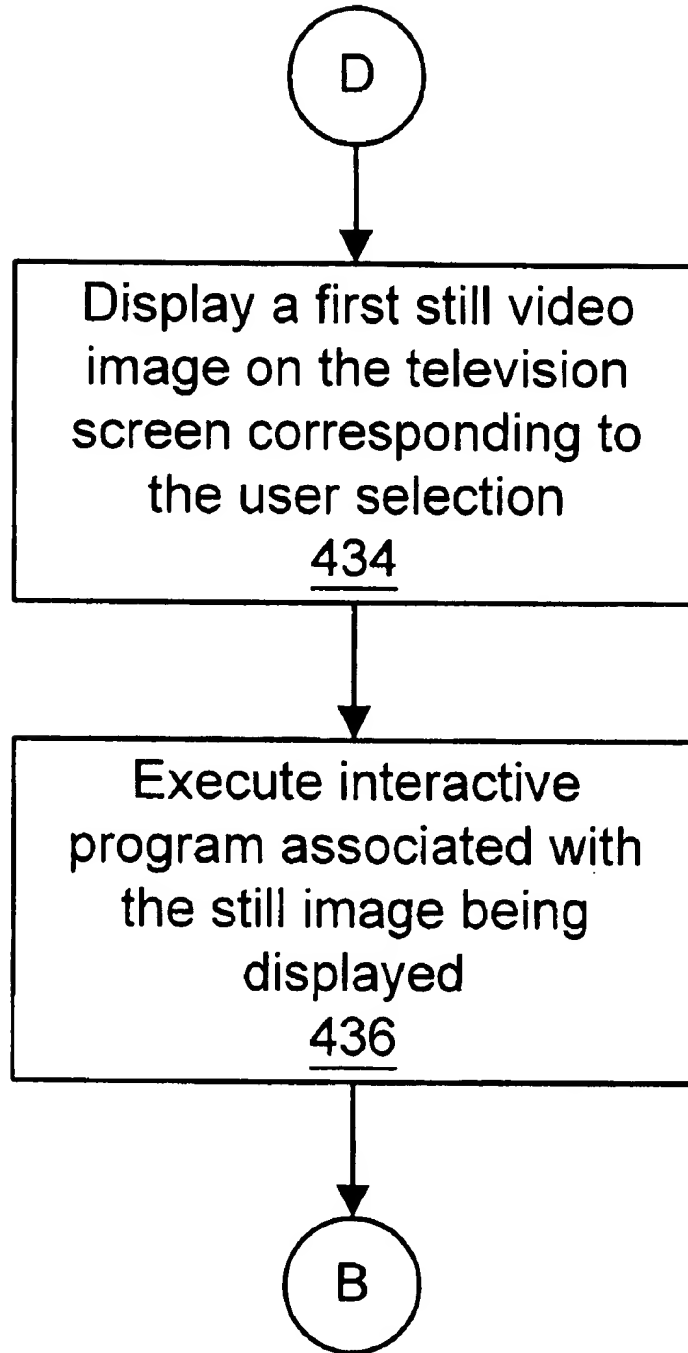 D
Display a first still video
image on the television
screen corresponding to
the user selection
434
Execute interactive
program associated with
the still image being
displayed
436
B